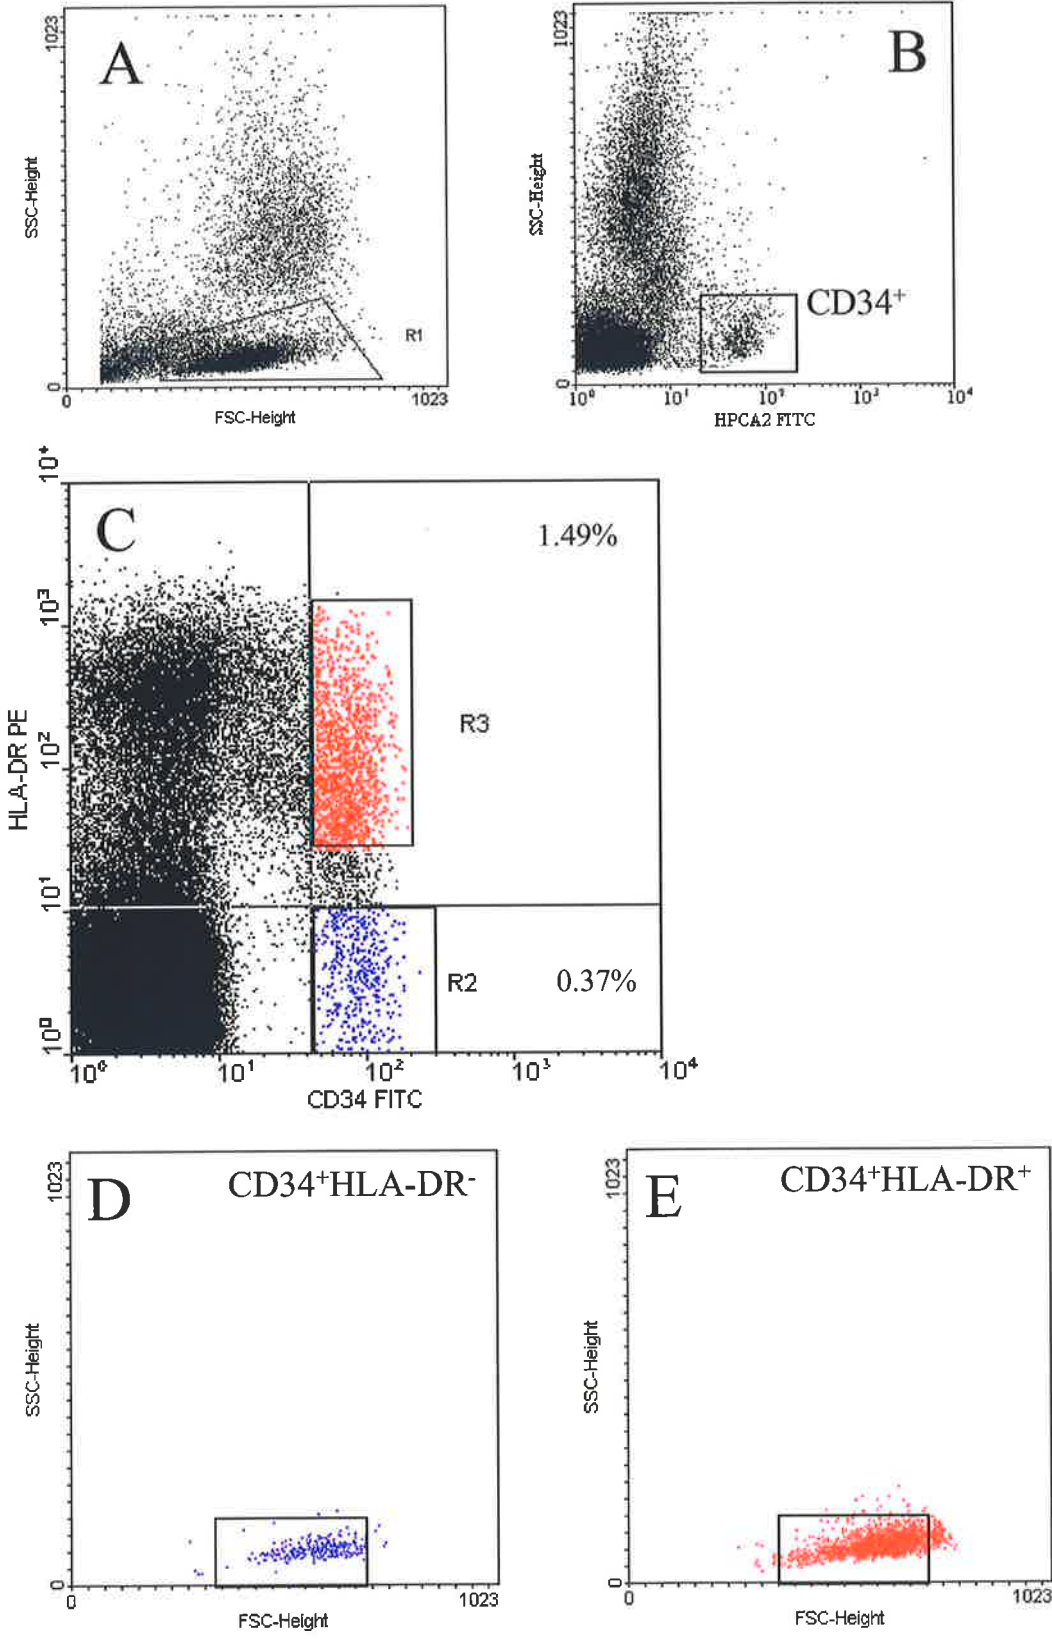 A
1023
SSC-Height
0
R1
0
1023
FSC-Height
B
1023
SSC-Height
0
CD34⁺
10⁰ 10¹ 10² 10³ 10⁴
HPCA2 FITC
C
10⁴
1.49%
10³
R3
10²
HLA-DR PE
10¹
R2
0.37%
10⁰
10⁰ 10¹ 10² 10³ 10⁴
CD34 FITC
D
CD34⁺HLA-DR⁻
1023
SSC-Height
0
0
1023
FSC-Height
E
CD34⁺HLA-DR⁺
1023
SSC-Height
0
0
1023
FSC-Height